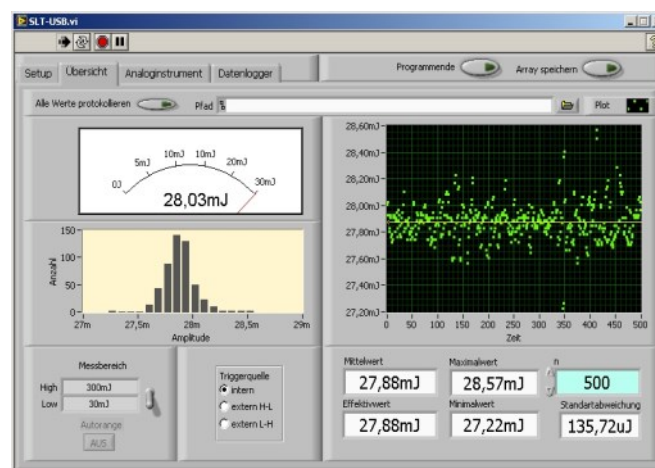 SLT-USB.vi
Setup Übersicht Analoginstrument Datenlogger Programmende Array speichern
Alle Werte protokollieren Pfad Plot
0J 5mJ 10mJ 10mJ 20mJ 30mJ
28,03mJ
150-
100-
50-
0-
Anzahl
27m 27,5m 28m 28,5m 29m
Amplitude
28,60mJ-
28,40mJ-
28,20mJ-
28,00mJ-
27,80mJ-
27,60mJ-
27,40mJ-
27,20mJ-
0 50 100 150 200 250 300 350 400 450 500
Zeit
Messbereich
High 300mJ
Low 30mJ
Autorange
AUS
Triggerquelle
intern
extern H-L
extern L-H
Mittelwert Maximalwert n
27,88mJ 28,57mJ 500
Effektivwert Minimalwert Standartabweichung
27,88mJ 27,22mJ 135,72uJ